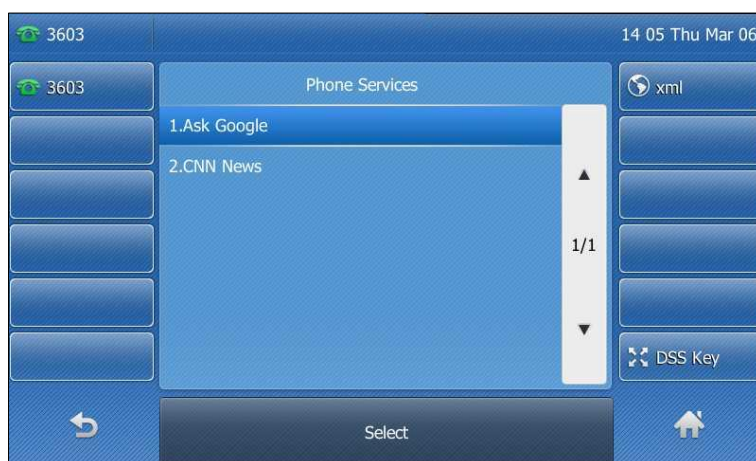 3603
14 05 Thu Mar 06
3603
Phone Services
xml
1.Ask Google
2.CNN News
1/1
DSS Key
Select